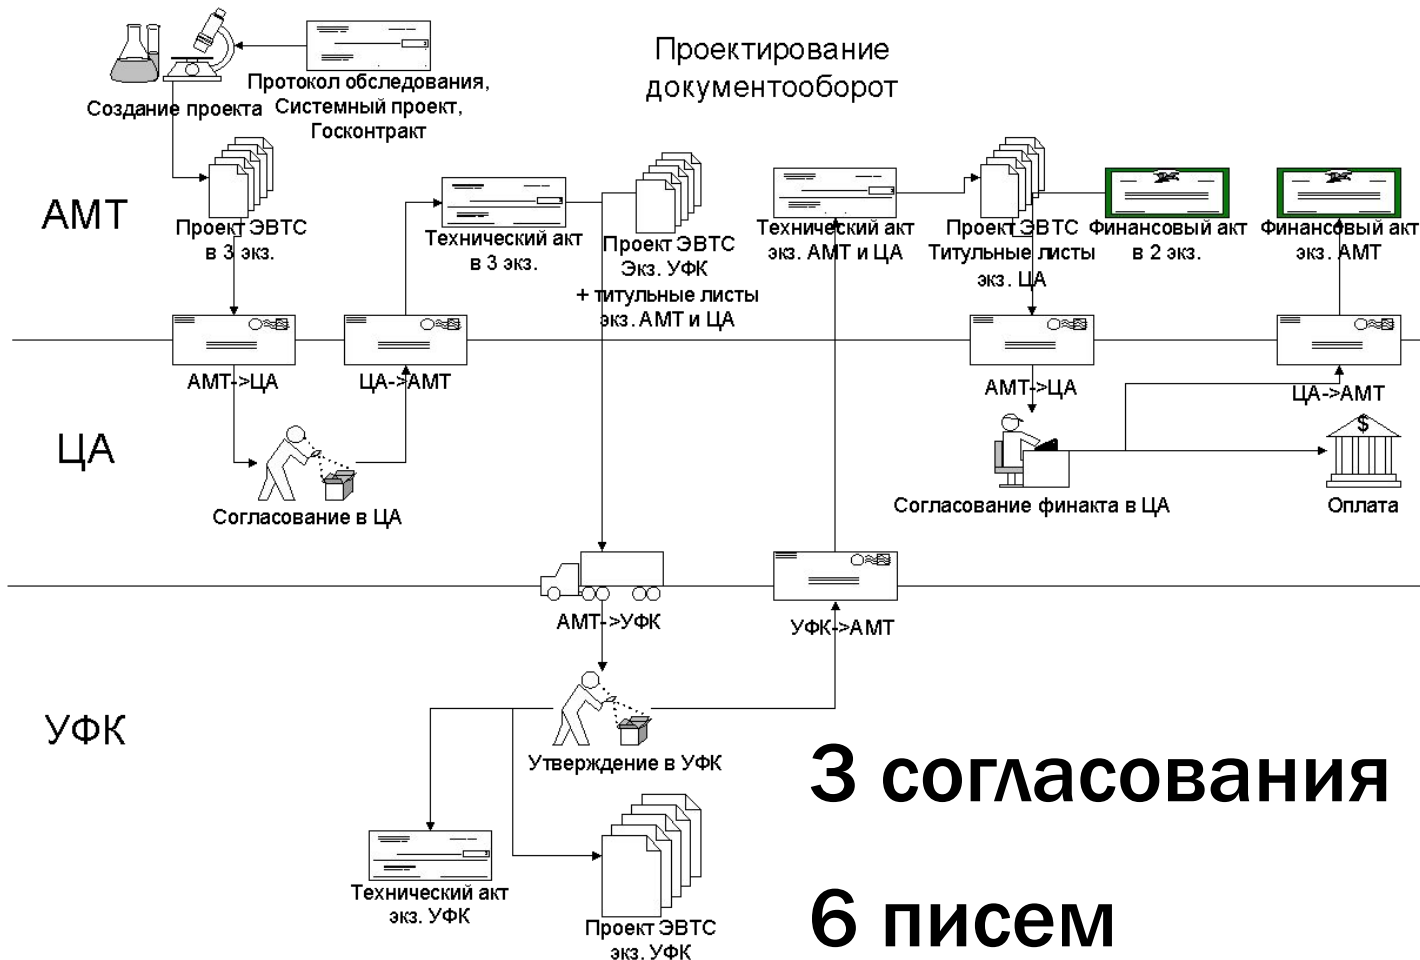 Проектирование
документооборот
Создание проекта
Протокол обследования,
Системный проект,
Госконтракт
АМТ
Проект ЭВТС
в 3 экз.
Технический акт
в 3 экз.
Проект ЭВТС
Экз. УФК
+ титульные листы
экз. АМТ и ЦА
Технический акт
экз. АМТ и ЦА
Проект ЭВТС
Титульные листы
экз. ЦА
Финансовый акт
в 2 экз.
Финансовый акт
экз. АМТ
АМТ->ЦА
ЦА->АМТ
АМТ->ЦА
ЦА->АМТ
ЦА
Согласование в ЦА
Согласование финакта в ЦА
$
Оплата
АМТ->УФК
УФК->АМТ
УФК
Утверждение в УФК
Технический акт
экз. УФК
Проект ЭВТС
экз. УФК
3 согласования
6 писем